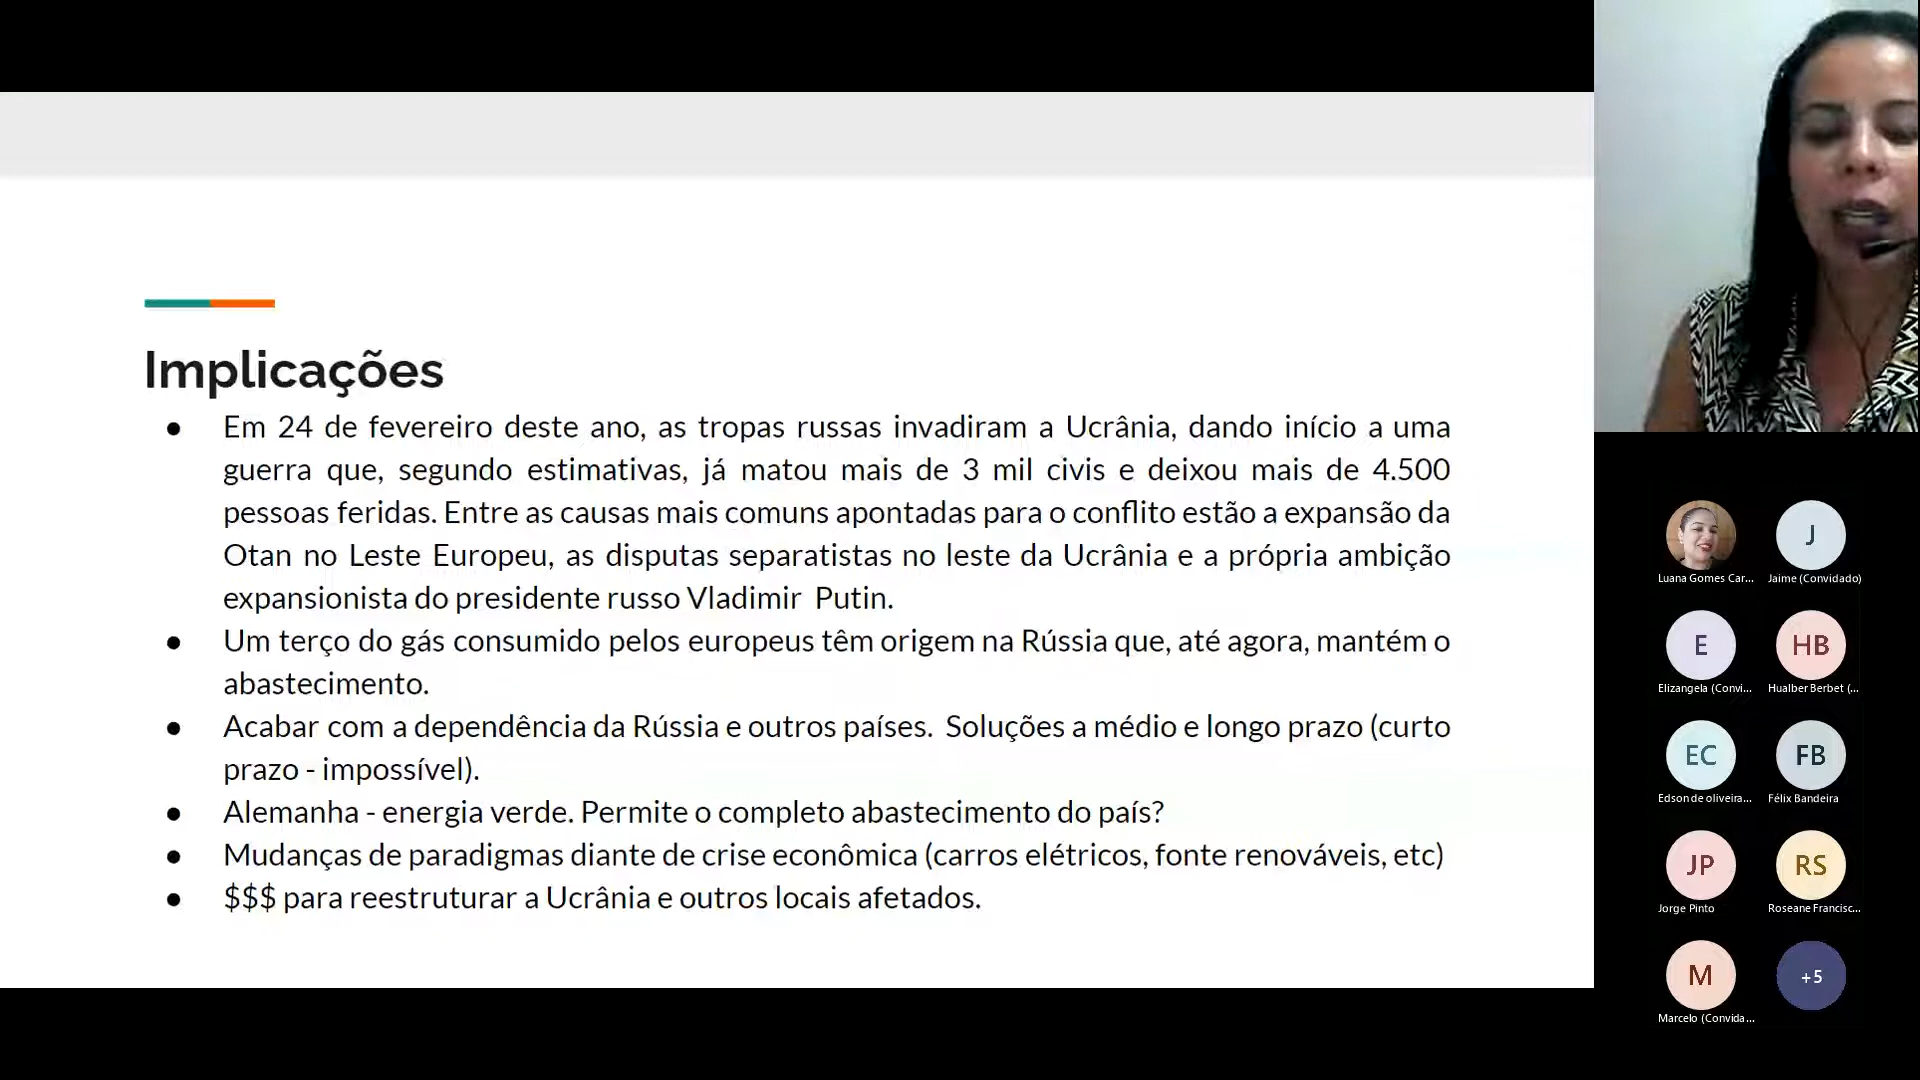 Implicações
● Em 24 de fevereiro deste ano, as tropas russas invadiram a Ucrânia, dando início a uma
guerra que, segundo estimativas, já matou mais de 3 mil civis e deixou mais de 4.500
pessoas feridas. Entre as causas mais comuns apontadas para o conflito estão a expansão da
Otan no Leste Europeu, as disputas separatistas no leste da Ucrânia e a própria ambição
expansionista do presidente russo Vladimir Putin.
● Um terço do gás consumido pelos europeus têm origem na Rússia que, até agora, mantém o
abastecimento.
● Acabar com a dependência da Rússia e outros países. Soluções a médio e longo prazo (curto
prazo - impossível).
● Alemanha - energia verde. Permite o completo abastecimento do país?
● Mudanças de paradigmas diante de crise econômica (carros elétricos, fonte renováveis, etc)
● $$$ para reestruturar a Ucrânia e outros locais afetados.
J
Luana Gomes Car...
Jaime (Convidado)
E
HB
Elizangela (Convi...
Hualber Berbet (...
EC
FB
Edson de oliveira...
Félix Bandeira
JP
RS
Jorge Pinto
Roseane Francisc...
M
+5
Marcelo (Convida...